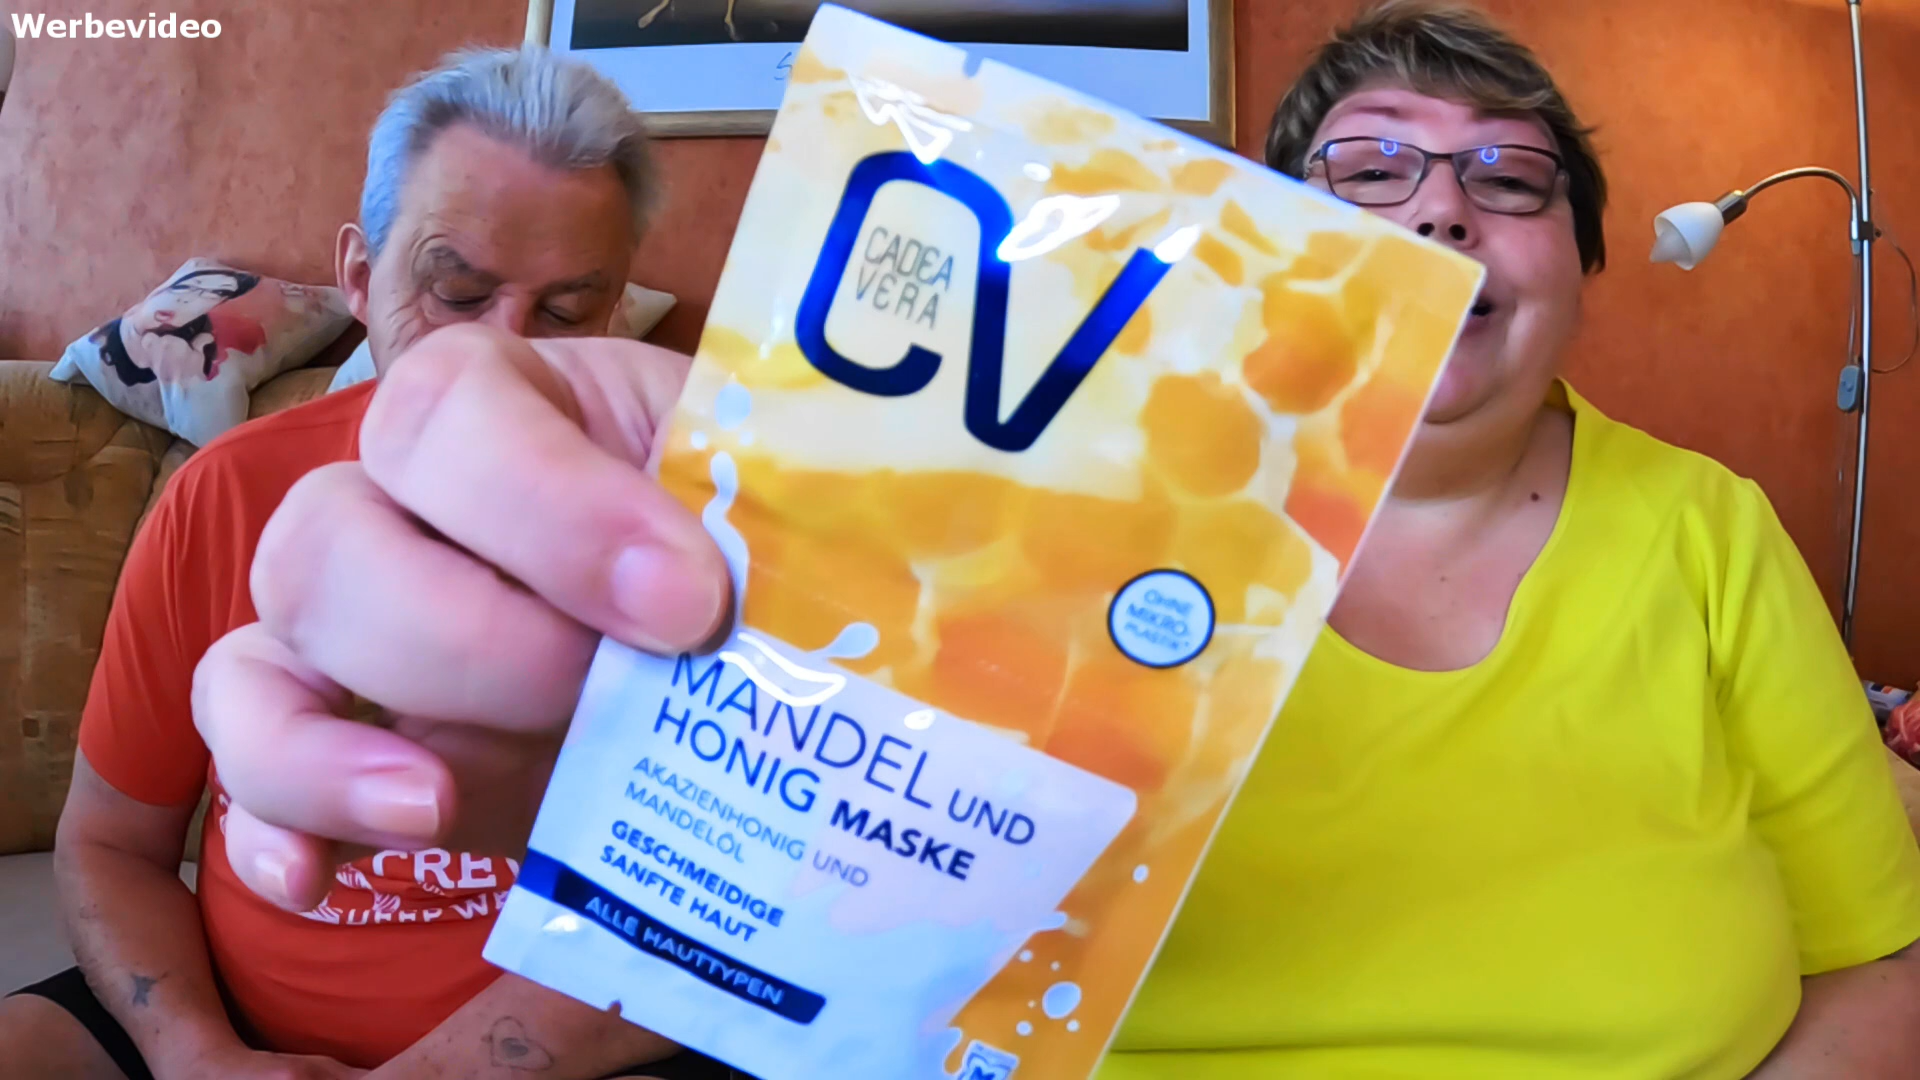 Werbevideo
CV
CADEA
VERA
OHNE
MIKRO-
PLASTIK*
MANDEL UND
HONIG MASKE
AKAZIENHONIG UND
MANDELÖL
GESCHMEIDIGE
SANFTE HAUT
ALLE HAUTTYPEN